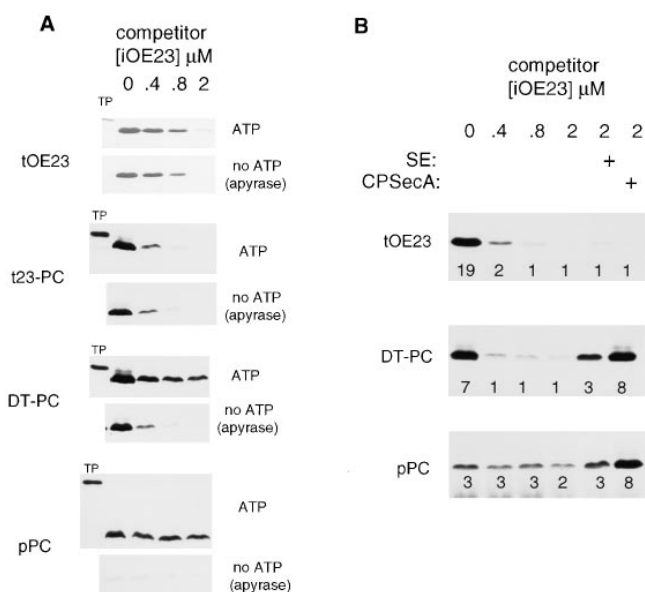 A
competitor
[iOE23] μM
0 .4 .8 2
TP
tOE23
ATP
no ATP
(apyrase)
TP
t23-PC
ATP
no ATP
(apyrase)
TP
DT-PC
ATP
no ATP
(apyrase)
TP
pPC
ATP
no ATP
(apyrase)
B
competitor
[iOE23] μM
0 .4 .8 2 2 2
SE: +
CPSecA: +
tOE23
19 2 1 1 1 1
DT-PC
7 1 1 1 3 8
pPC
3 3 3 2 3 8